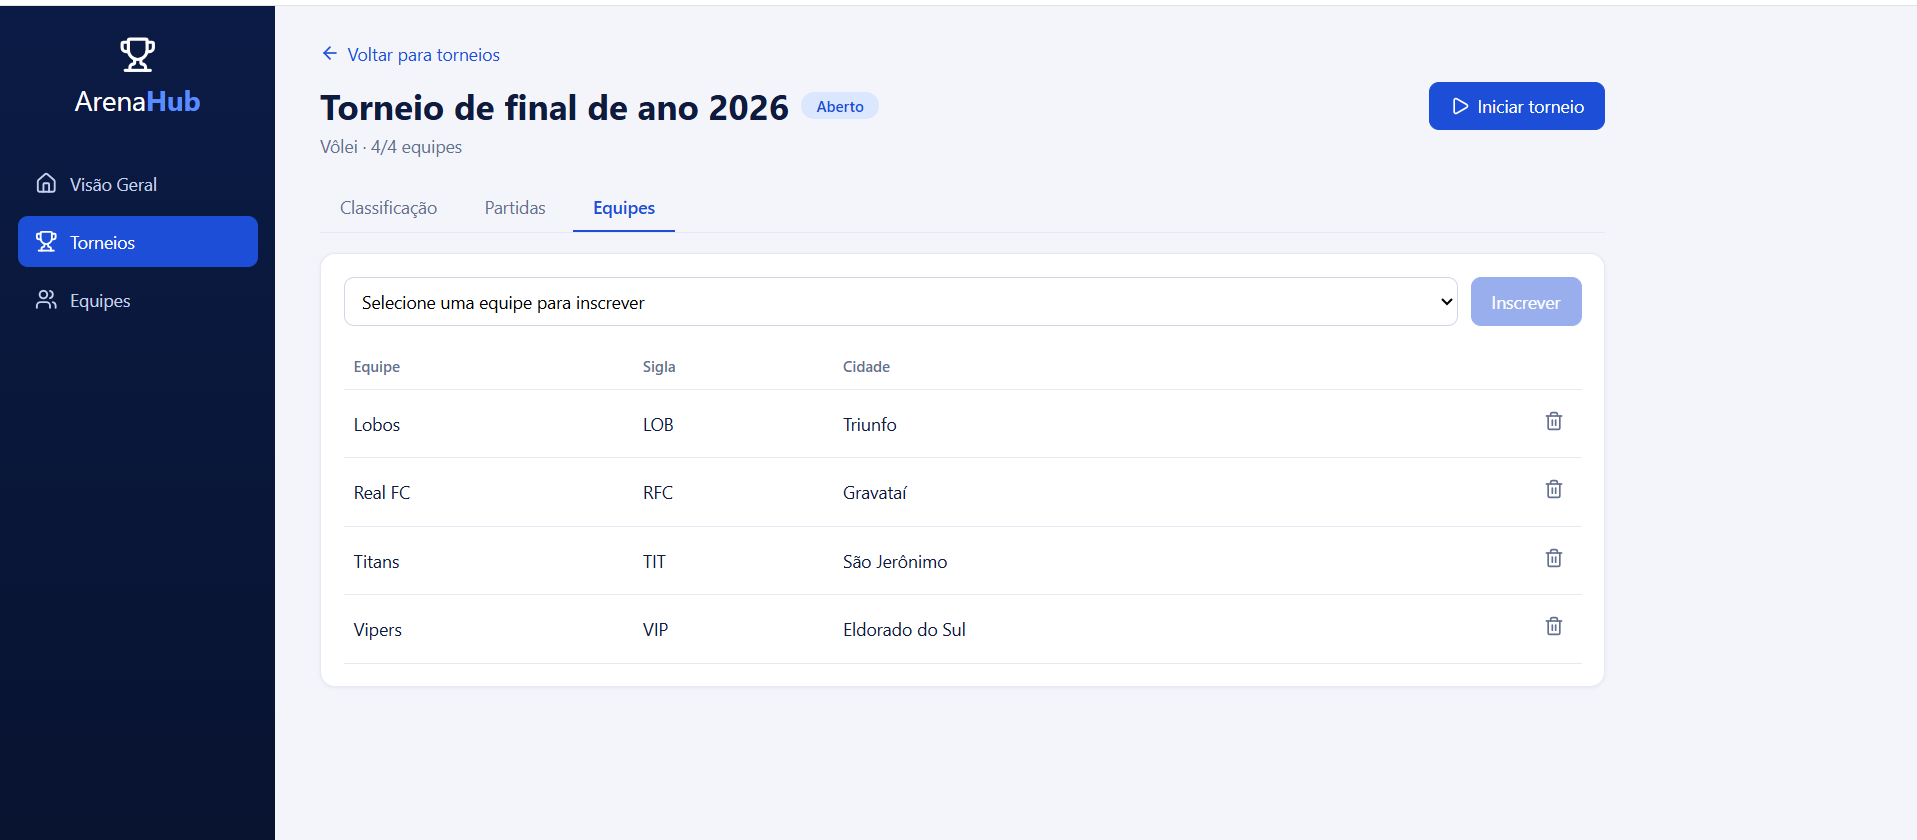 ArenaHub
Visão Geral
Torneios
Equipes
Voltar para torneios
Torneio de final de ano 2026 Aberto
Iniciar torneio
Vôlei · 4/4 equipes
Classificação Partidas Equipes
Selecione uma equipe para inscrever Inscrever
Equipe Sigla Cidade
Lobos LOB Triunfo
Real FC RFC Gravataí
Titans TIT São Jerônimo
Vipers VIP Eldorado do Sul